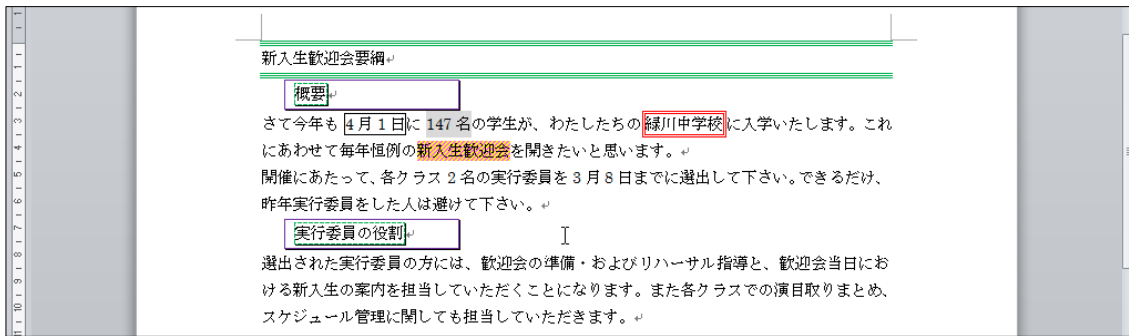 新入生歓迎会要綱
概要
さて今年も 4月1日に 147名の学生が、わたしたちの 緑川中学校に入学いたします。これ
にあわせて毎年恒例の新入生歓迎会を開きたいと思います。
開催にあたって、各クラス2名の実行委員を3月8日までに選出して下さい。できるだけ、
昨年実行委員をした人は避けて下さい。
実行委員の役割
選出された実行委員の方には、歓迎会の準備・およびリハーサル指導と、歓迎会当日にお
ける新入生の案内を担当していただくことになります。また各クラスでの演目取りまとめ、
スケジュール管理に関しても担当していただきます。